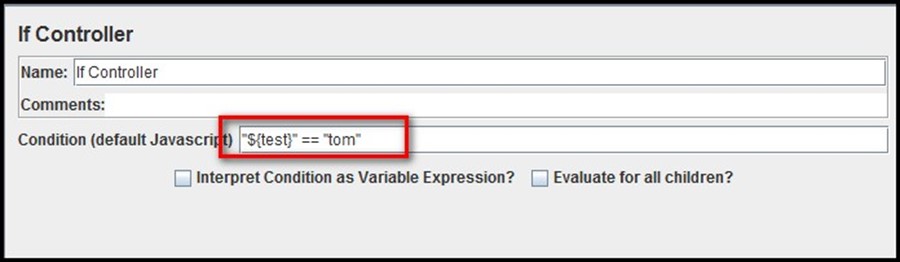 If Controller
Name: If Controller
Comments:
Condition (default Javascript) "${test}" == "tom"
Interpret Condition as Variable Expression? Evaluate for all children?